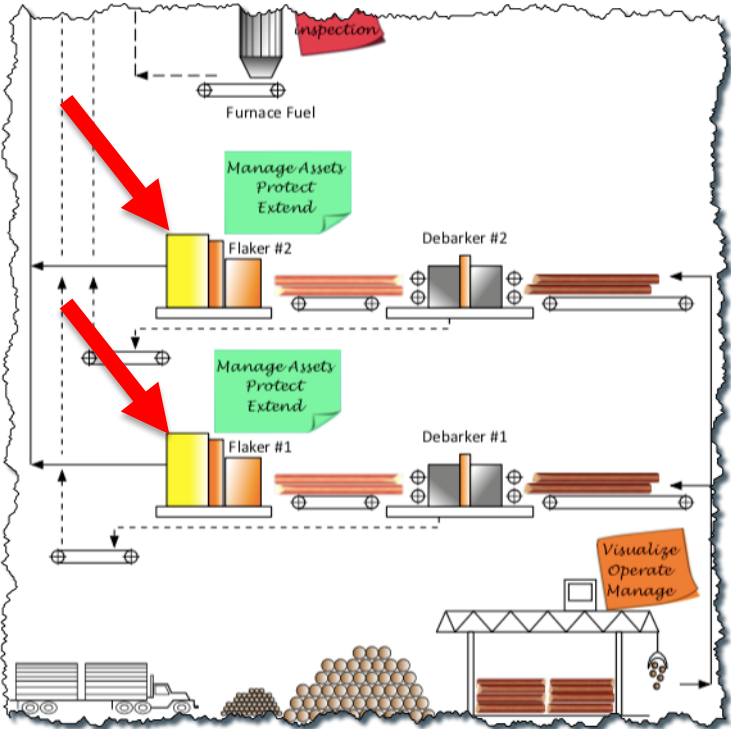 inspection
Furnace Fuel
Manage Assets
Protect
Extend
Flaker #2
Debarker #2
Manage Assets
Protect
Extend
Flaker #1
Debarker #1
Visualize
Operate
Manage